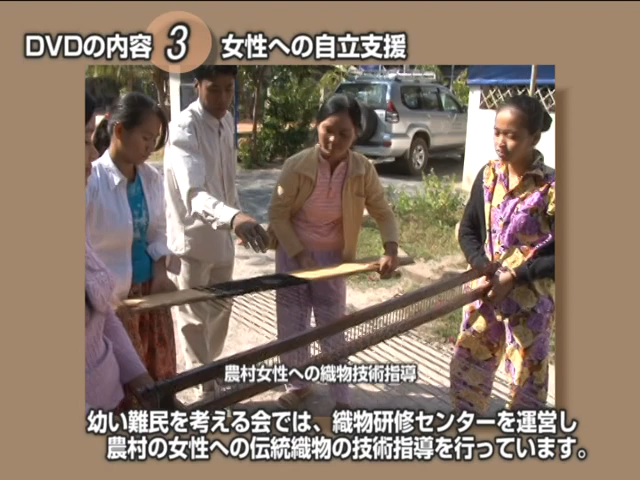 DVDの内容 3 女性への自立支援
農村女性への織物技術指導
幼い難民を考える会では、織物研修センターを運営し
農村の女性への伝統織物の技術指導を行っています。